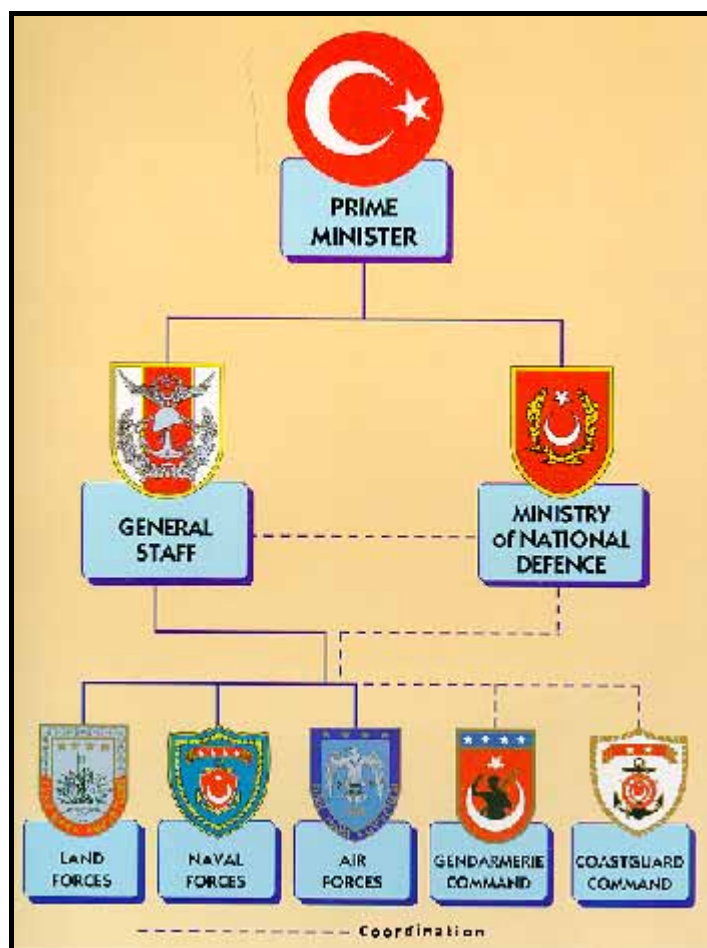 PRIME
MINISTER
GENERAL
STAFF
MINISTRY
of NATIONAL
DEFENCE
LAND
FORCES
NAVAL
FORCES
AIR
FORCES
GENDARMERIE
COMMAND
COASTGUARD
COMMAND
Coordination